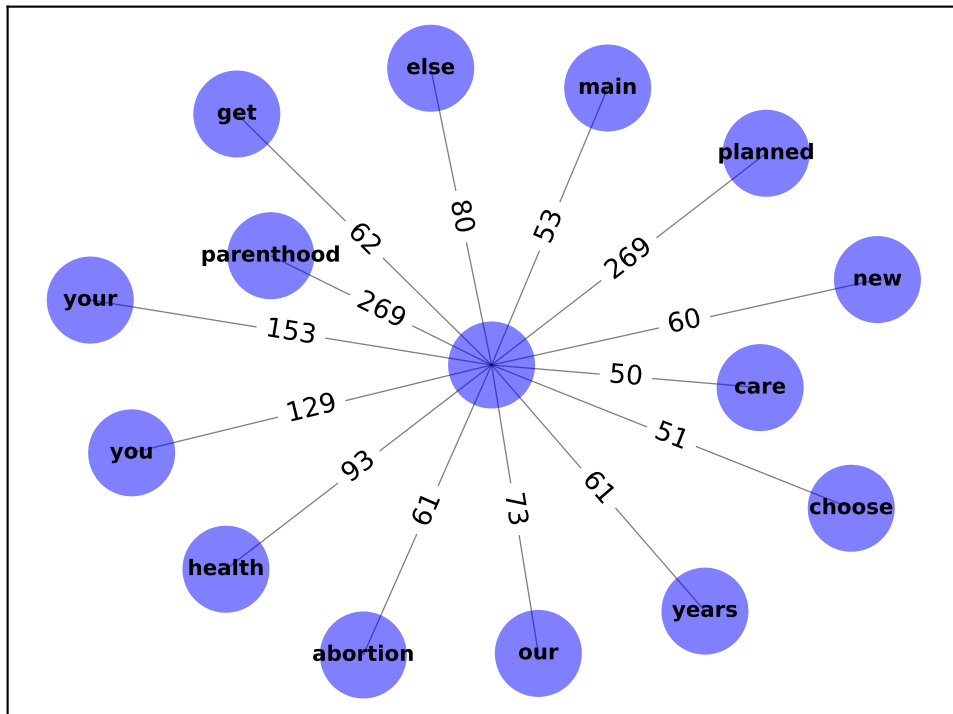 else
main
get
planned
80
53
62
parenthood
269
new
your
269
60
153
50
care
129
51
you
93
61
choose
61
73
health
years
abortion
our